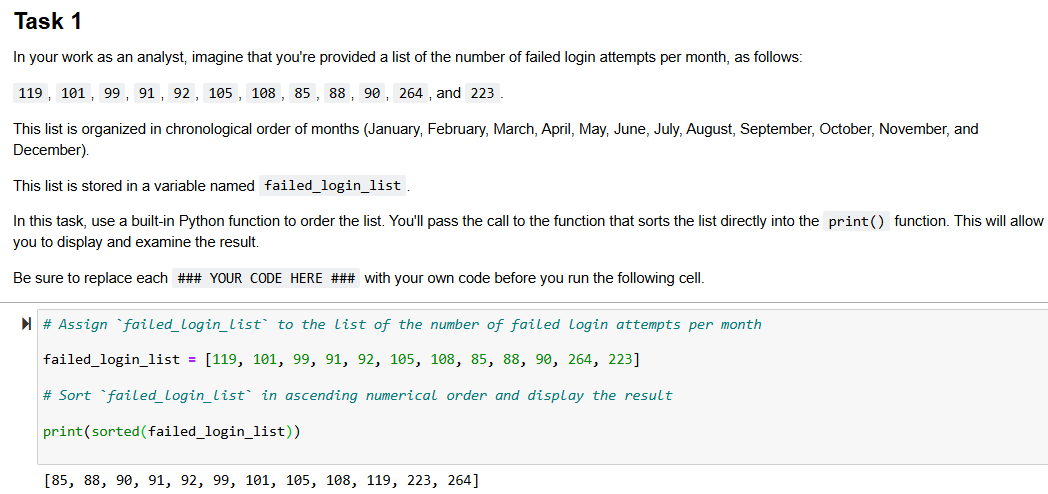 Task 1
In your work as an analyst, imagine that you're provided a list of the number of failed login attempts per month, as follows:
119 , 101 , 99 , 91 , 92 , 105 , 108 , 85 , 88 , 90 , 264 , and 223 .
This list is organized in chronological order of months (January, February, March, April, May, June, July, August, September, October, November, and
December).
This list is stored in a variable named failed_login_list .
In this task, use a built-in Python function to order the list. You'll pass the call to the function that sorts the list directly into the print() function. This will allow
you to display and examine the result.
Be sure to replace each ### YOUR CODE HERE ### with your own code before you run the following cell.
# Assign `failed_login_list` to the list of the number of failed login attempts per month
failed_login_list = [119, 101, 99, 91, 92, 105, 108, 85, 88, 90, 264, 223]
# Sort `failed_login_list` in ascending numerical order and display the result
print(sorted(failed_login_list))
[85, 88, 90, 91, 92, 99, 101, 105, 108, 119, 223, 264]